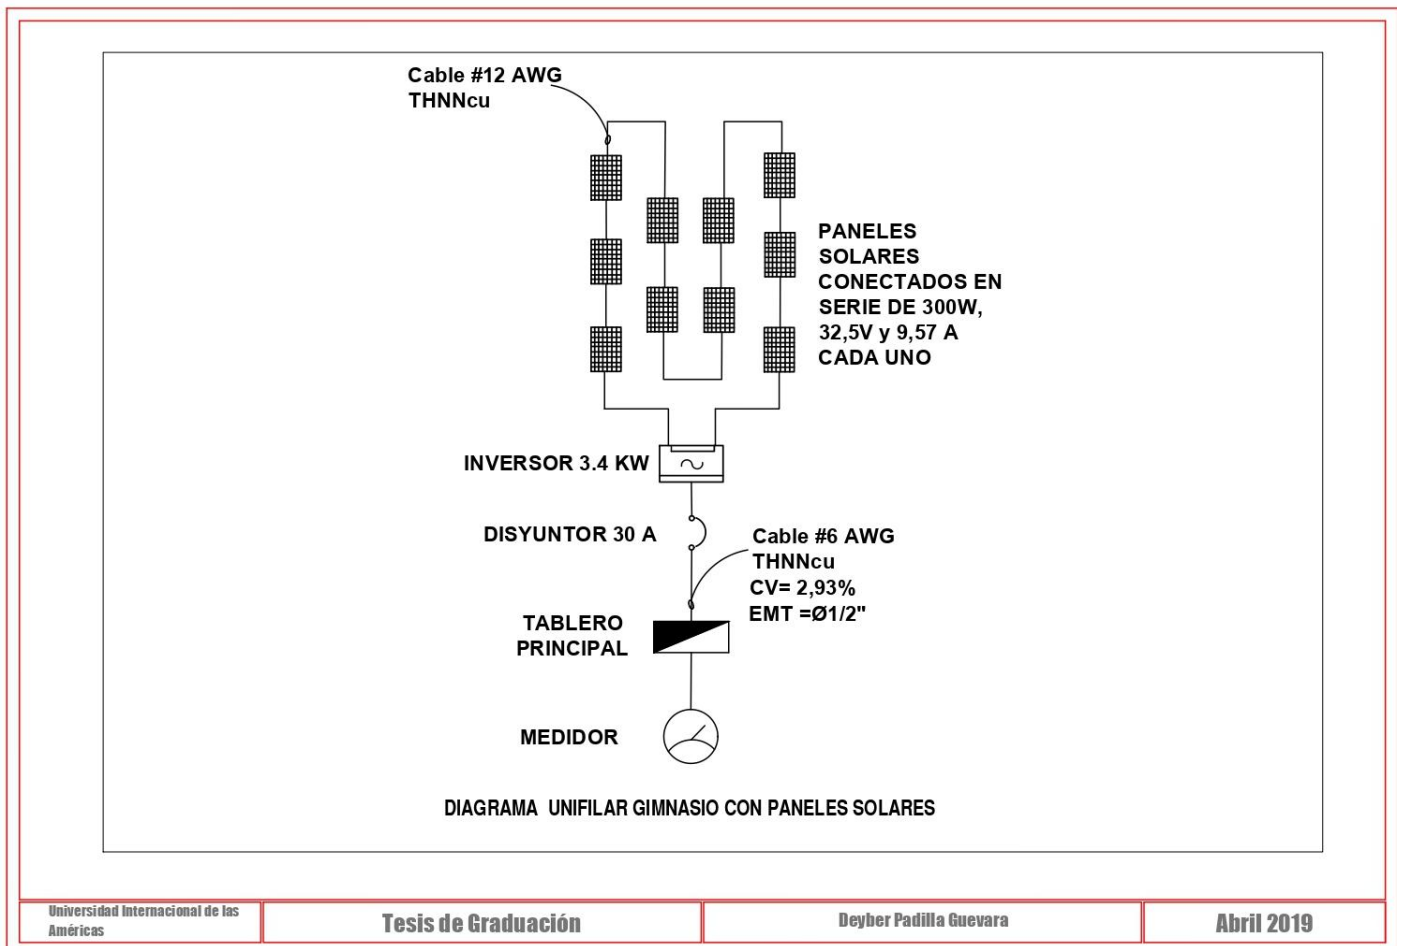 Cable #12 AWG
THNNcu
PANELES
SOLARES
CONECTADOS EN
SERIE DE 300W,
32,5V y 9,57 A
CADA UNO
INVERSOR 3.4 KW
DISYUNTOR 30 A
Cable #6 AWG
THNNcu
CV= 2,93%
EMT =Ø1/2"
TABLERO
PRINCIPAL
MEDIDOR
DIAGRAMA UNIFILAR GIMNASIO CON PANELES SOLARES
Universidad Internacional de las
Américas
Tesis de Graduación
Deyber Padilla Guevara
Abril 2019